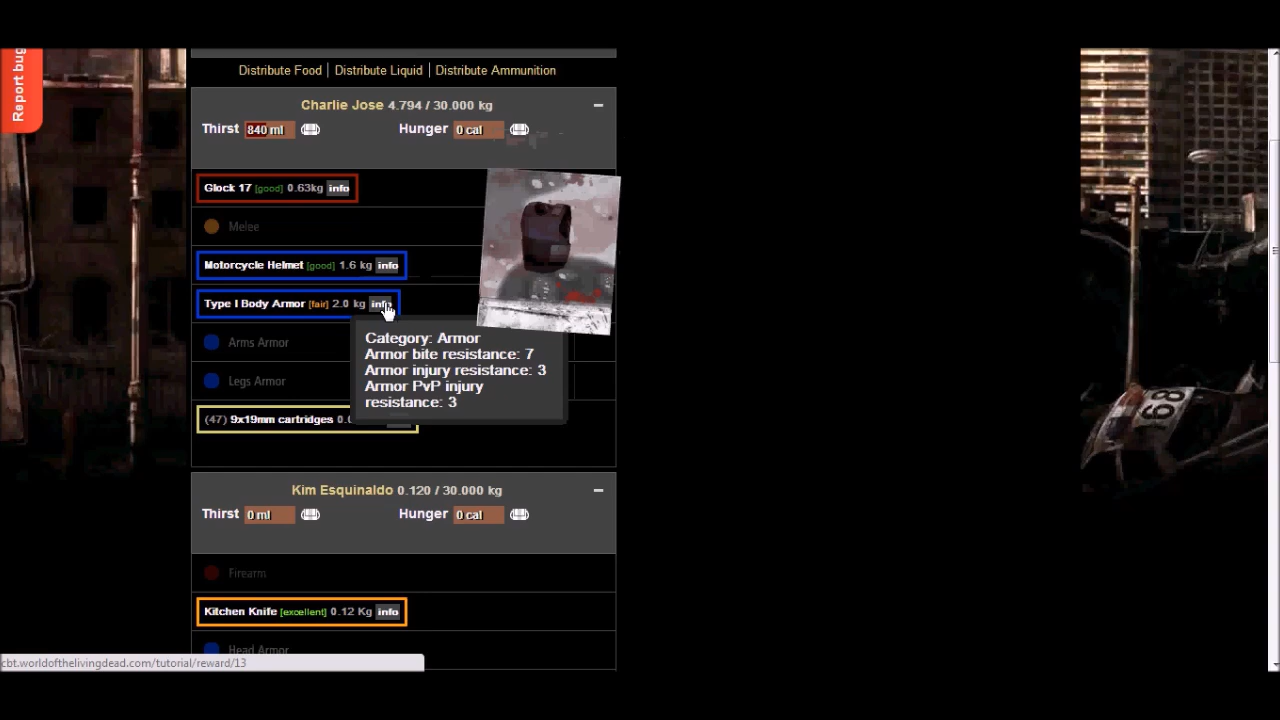 Report bug
Distribute Food | Distribute Liquid | Distribute Ammunition
Charlie Jose 4.794 / 30.000 kg
Thirst 840 ml Hunger 0 cal
Glock 17 [good] 0.63kg info
Melee
Motorcycle Helmet [good] 1.6 kg info
Type I Body Armor [fair] 2.0 kg info
Category: Armor
Armor bite resistance: 7
Arms Armor
Armor injury resistance: 3
Legs Armor
Armor PvP injury
resistance: 3
(47) 9x19mm cartridges
Kim Esquinaldo 0.120 / 30.000 kg
Thirst 0 ml Hunger 0 cal
Firearm
Kitchen Knife [excellent] 0.12 Kg info
Head Armor
cbt.worldofthelivingdead.com/tutorial/reward/13